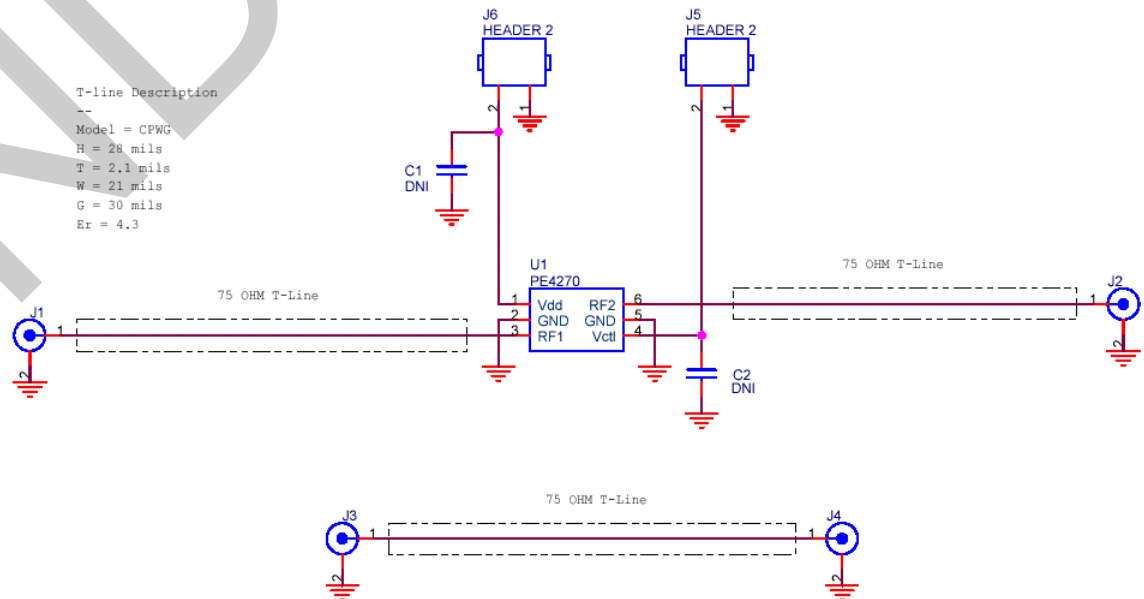 J6
HEADER 2
J5
HEADER 2
2
1
2
1
T-line Description
--
Model = CPWG
H = 28 mils
T = 2.1 mils
W = 21 mils
G = 30 mils
Er = 4.3
C1
DNI
U1
PE4270
75 OHM T-Line
75 OHM T-Line
J1
1
2
1 Vdd RF2 6
2 GND GND 5
3 RF1 Vctl 4
J2
1
2
C2
DNI
75 OHM T-Line
J3
1
2
J4
1
2